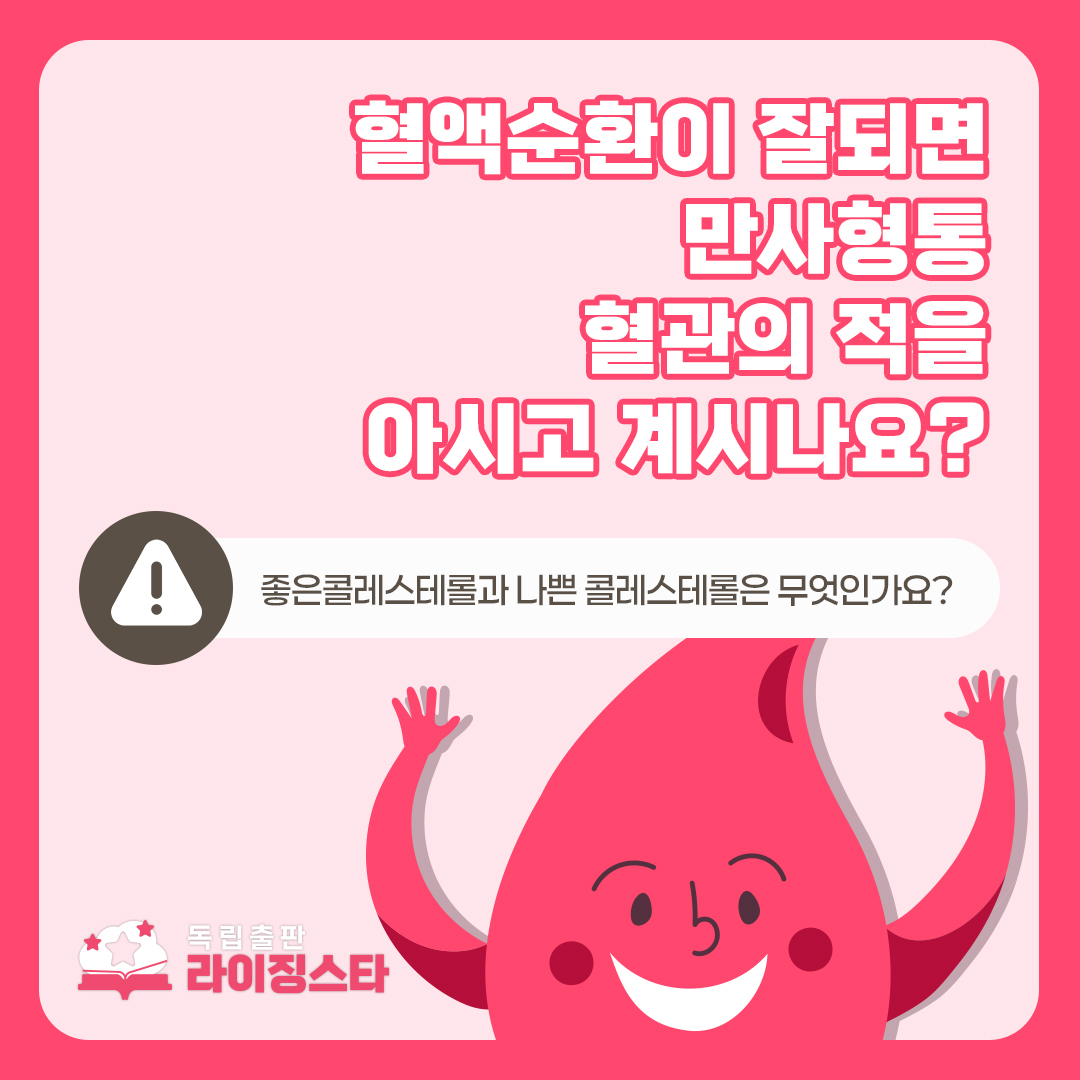 혈액순환이 잘되면
만사형통
혈관의 적을
아시고 계시나요?
좋은콜레스테롤과 나쁜 콜레스테롤은 무엇인가요?
독립출판
라이징스타